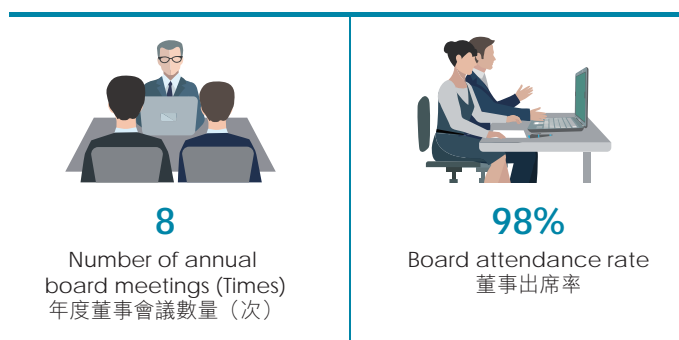 8
Number of annual
board meetings (Times)
年度董事會議數量（次）
98%
Board attendance rate
董事出席率